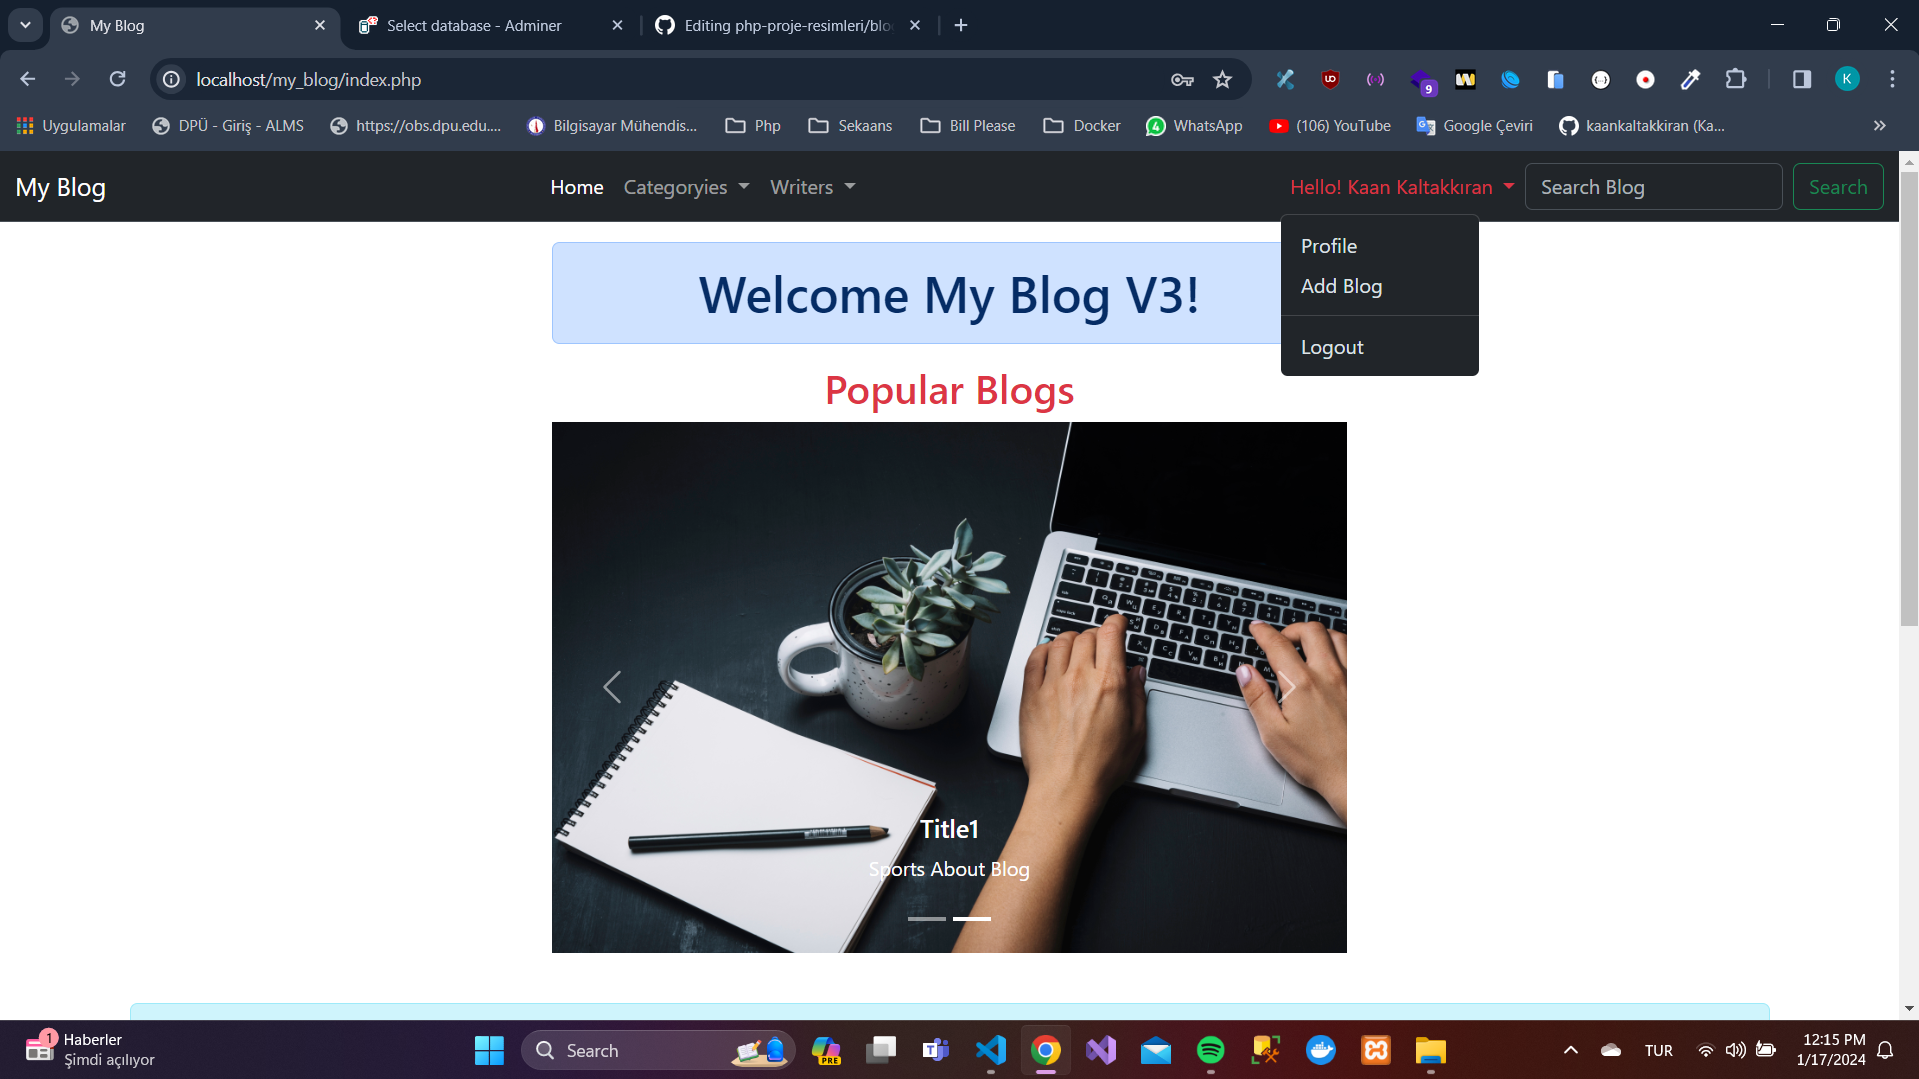 My Blog
Select database - Adminer
Editing php-proje-resimleri/blo
localhost/my_blog/index.php
9
K
Uygulamalar
DPÜ - Giriş - ALMS
https://obs.dpu.edu....
Bilgisayar Mühendis...
Php
Sekaans
Bill Please
Docker
WhatsApp
(106) YouTube
Google Çeviri
kaankaltakkiran (Ka...
My Blog
Home
Categoryies
Writers
Hello! Kaan Kaltakkıran
Search Blog
Search
Profile
Add Blog
Logout
Welcome My Blog V3!
Popular Blogs
Title1
Sports About Blog
1
Haberler
Şimdi açılıyor
Search
PRE
TUR
12:15 PM
1/17/2024